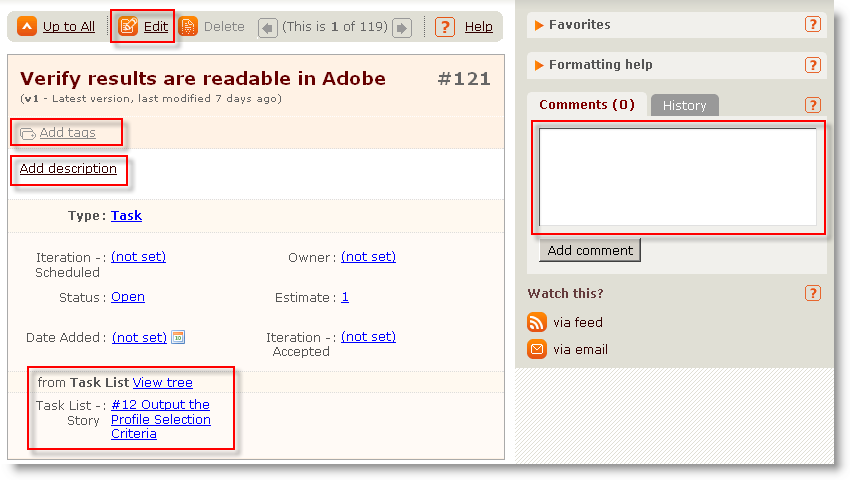 Up to All Edit Delete (This is 1 of 119) ? Help
Verify results are readable in Adobe #121
(v1 - Latest version, last modified 7 days ago)
Add tags
Add description
Type: Task
Iteration -: (not set) Owner: (not set)
Scheduled
Status: Open Estimate: 1
Date Added: (not set) Iteration -: (not set)
Accepted
from Task List View tree
Task List -: #12 Output the
Story Profile Selection
Criteria
Favorites ?
Formatting help ?
Comments (0) History ?
Add comment
Watch this? ?
via feed
via email